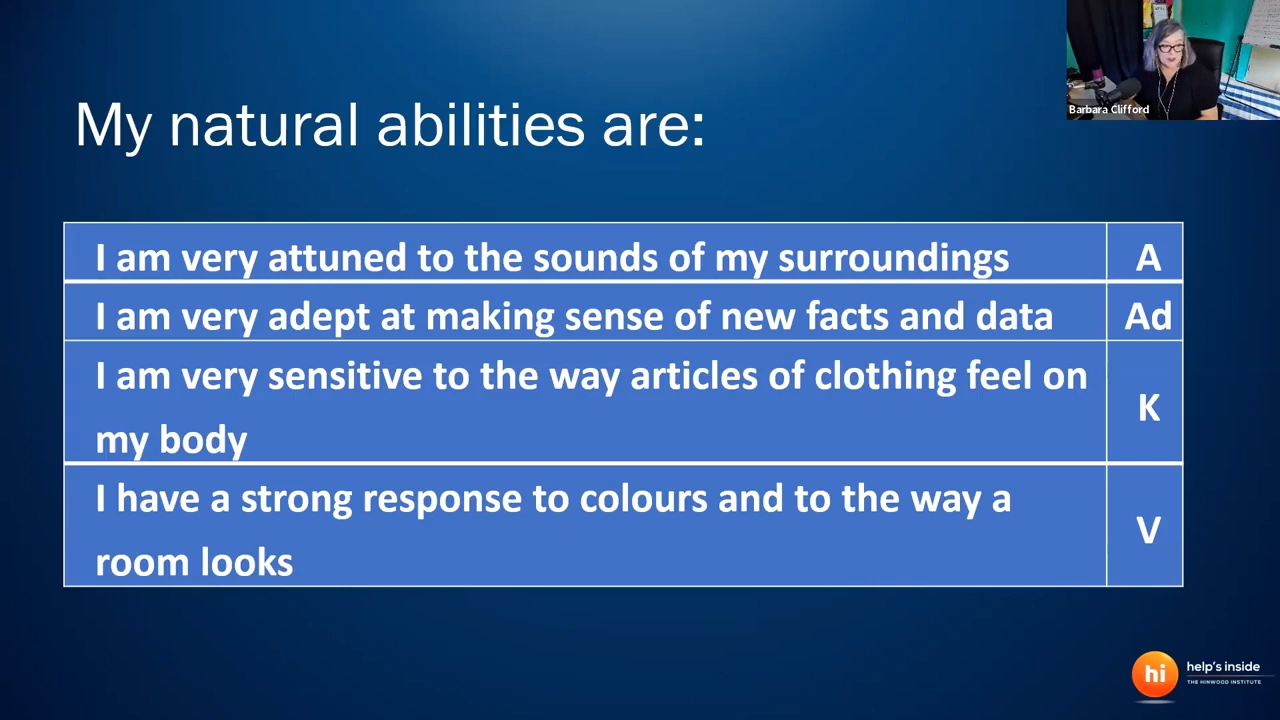 Barbara Clifford
My natural abilities are:
I am very attuned to the sounds of my surroundings A
I am very adept at making sense of new facts and data Ad
I am very sensitive to the way articles of clothing feel on
my body
K
I have a strong response to colours and to the way a
room looks
V
hi
help's inside
THE HINWOOD INSTITUTE